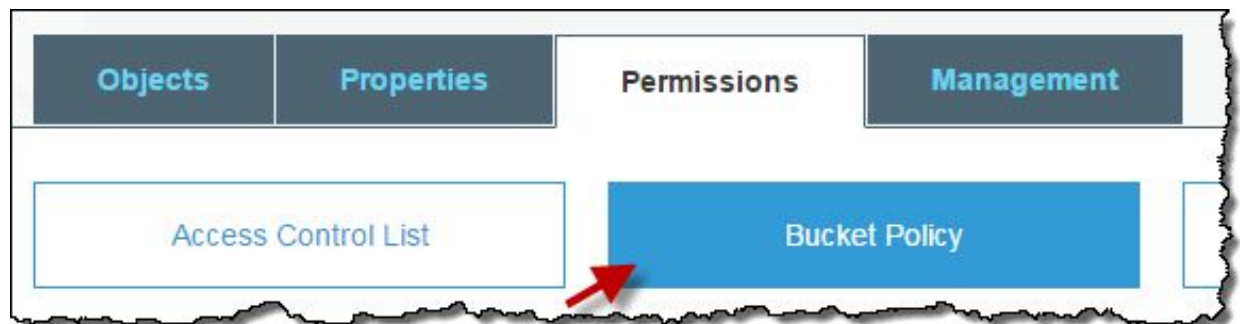 Objects Properties Permissions Management
Access Control List Bucket Policy